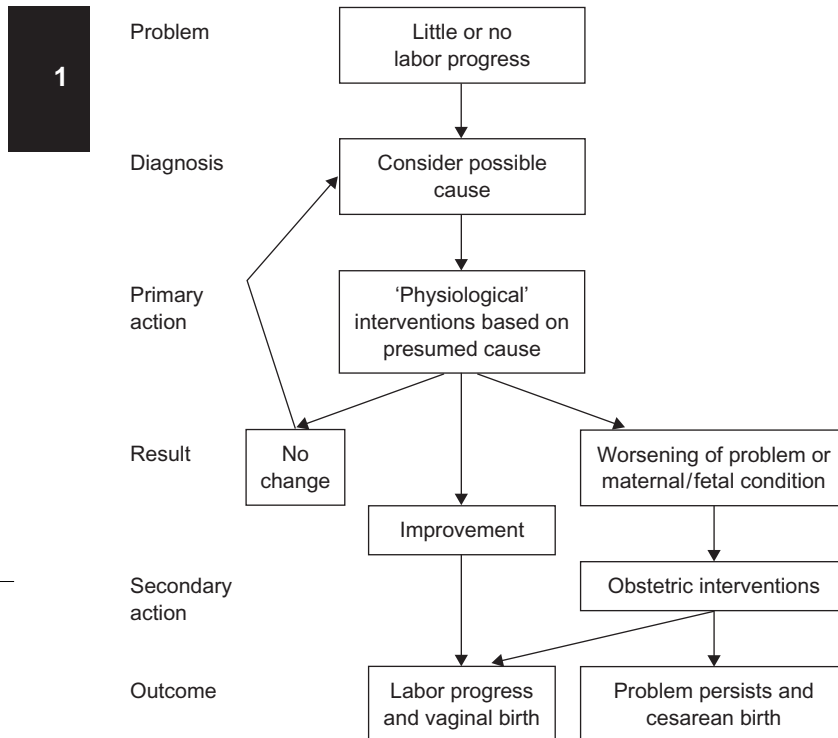 1
Problem
Little or no
labor progress
Diagnosis
Consider possible
cause
Primary
action
‘Physiological’
interventions based on
presumed cause
Result
No
change
Worsening of problem or
maternal/fetal condition
Improvement
Secondary
action
Obstetric interventions
Outcome
Labor progress
and vaginal birth
Problem persists and
cesarean birth